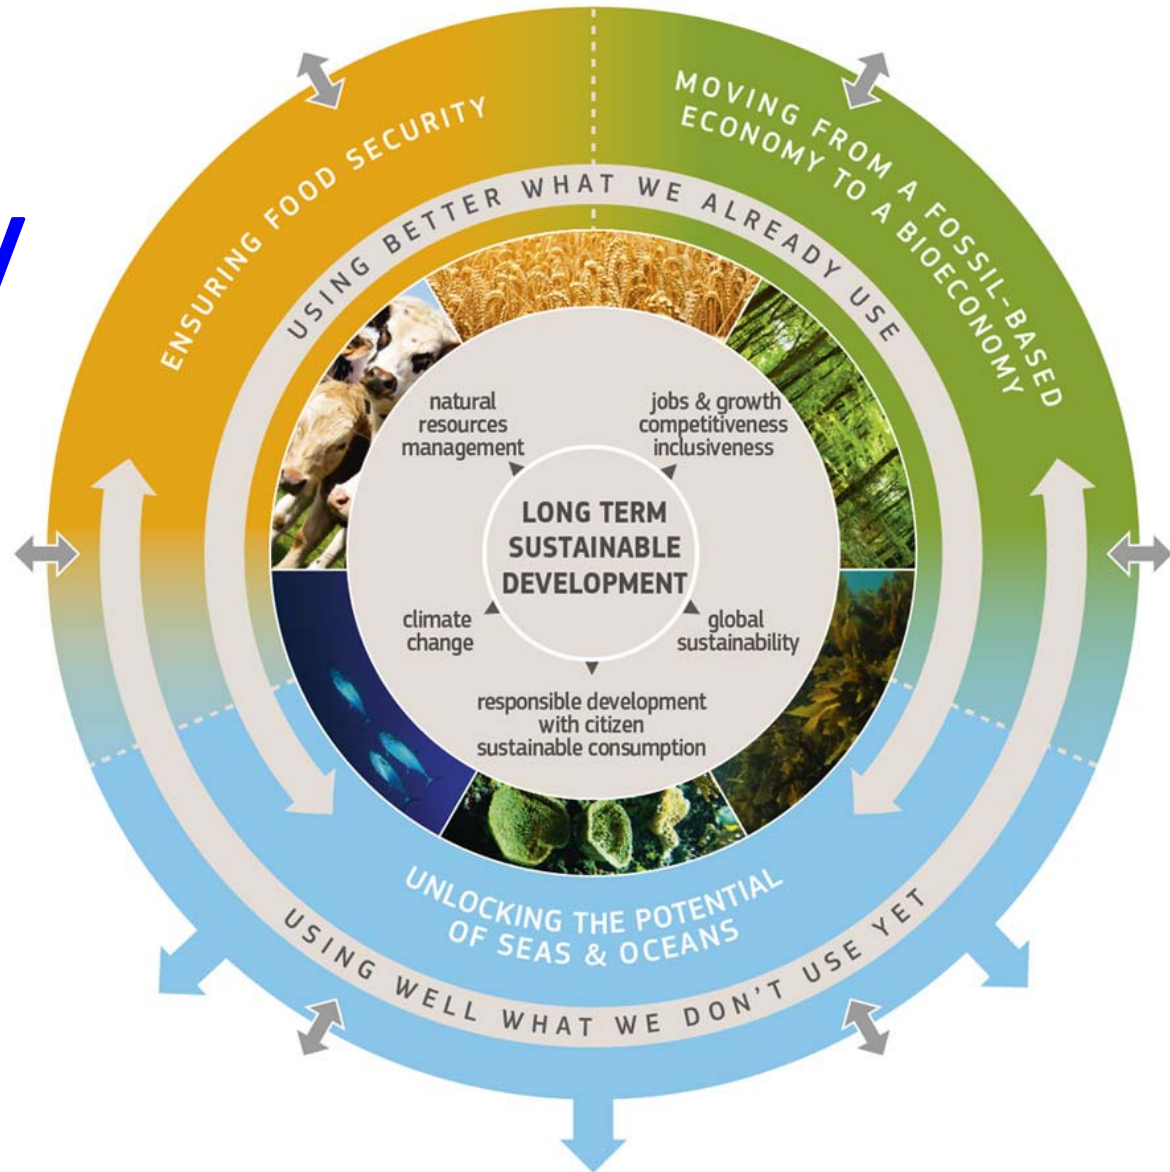 y
ENSURING FOOD SECURITY
MOVING FROM A FOSSIL-BASED
ECONOMY TO A BIOECONOMY
USING BETTER WHAT WE ALREADY USE
natural
resources
management
jobs & growth
competitiveness
inclusiveness
LONG TERM
SUSTAINABLE
DEVELOPMENT
climate
change
global
sustainability
responsible development
with citizen
sustainable consumption
UNLOCKING THE POTENTIAL
OF SEAS & OCEANS
USING WELL WHAT WE DON'T USE YET